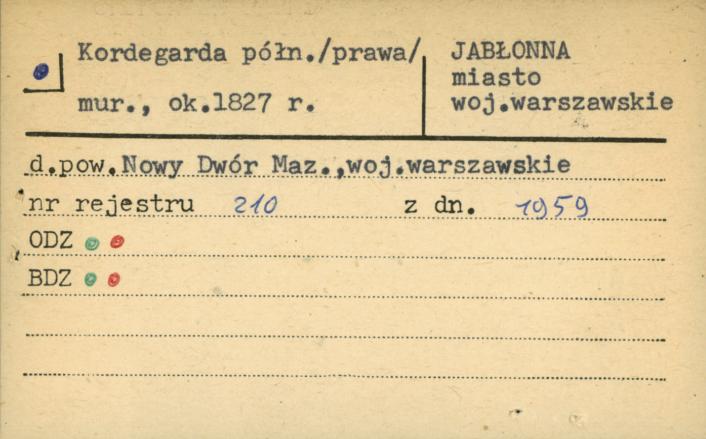 Kordegarda półn./prawa/
mur., ok.1827 r.
JABŁONNA
miasto
woj.warszawskie
d.pow.Nowy Dwór Maz.,woj.warszawskie
nr rejestru 210 z dn. 1959
ODZ
BDZ